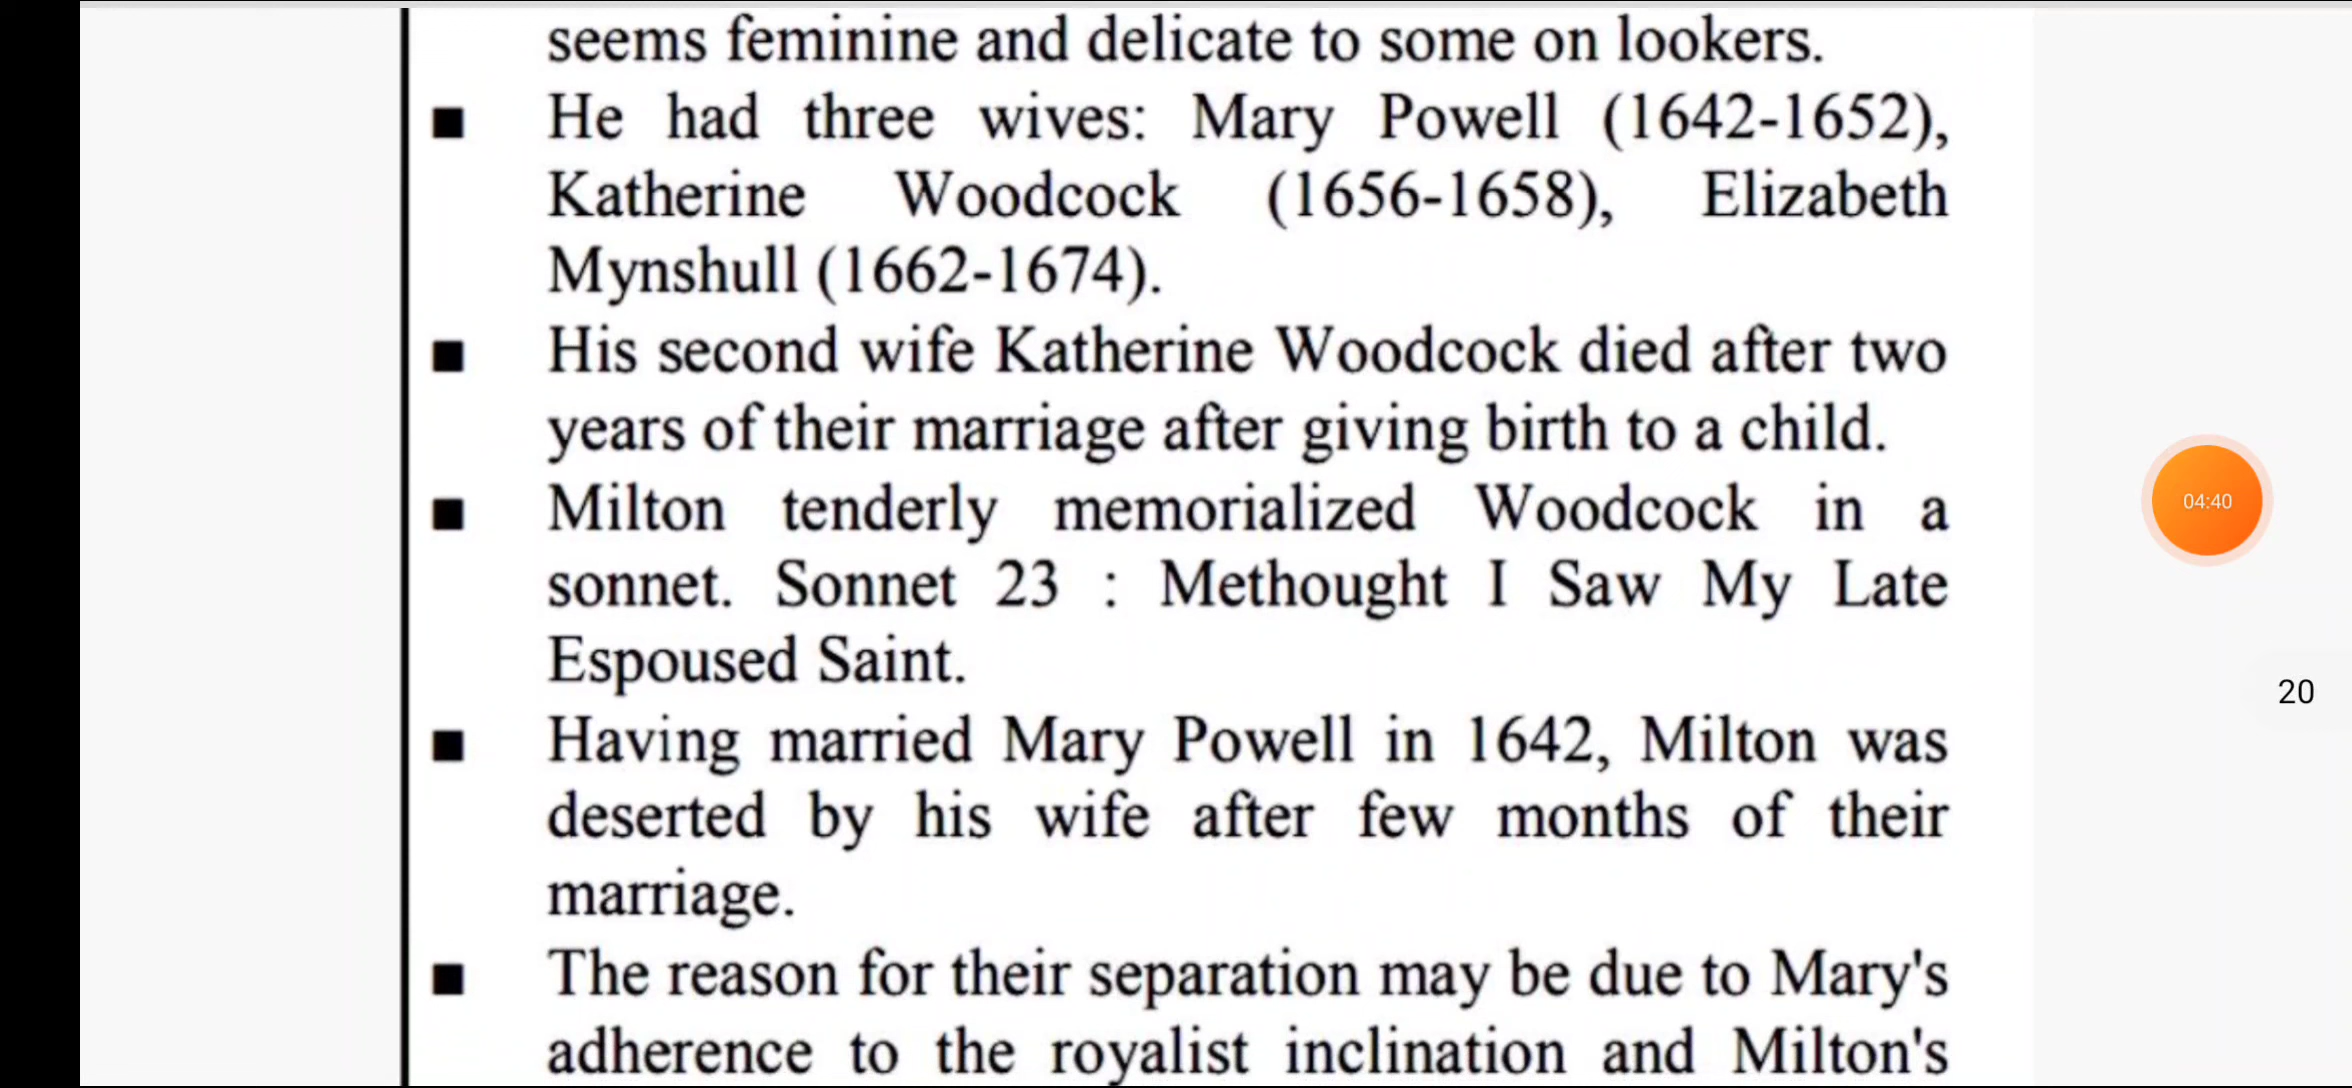 seems feminine and delicate to some on lookers.
■ He had three wives: Mary Powell (1642-1652),
Katherine Woodcock (1656-1658), Elizabeth
Mynshull (1662-1674).
■ His second wife Katherine Woodcock died after two
years of their marriage after giving birth to a child.
■ Milton tenderly memorialized Woodcock in a
sonnet. Sonnet 23 : Methought I Saw My Late
Espoused Saint.
■ Having married Mary Powell in 1642, Milton was
deserted by his wife after few months of their
marriage.
■ The reason for their separation may be due to Mary's
adherence to the royalist inclination and Milton's
04:40
20